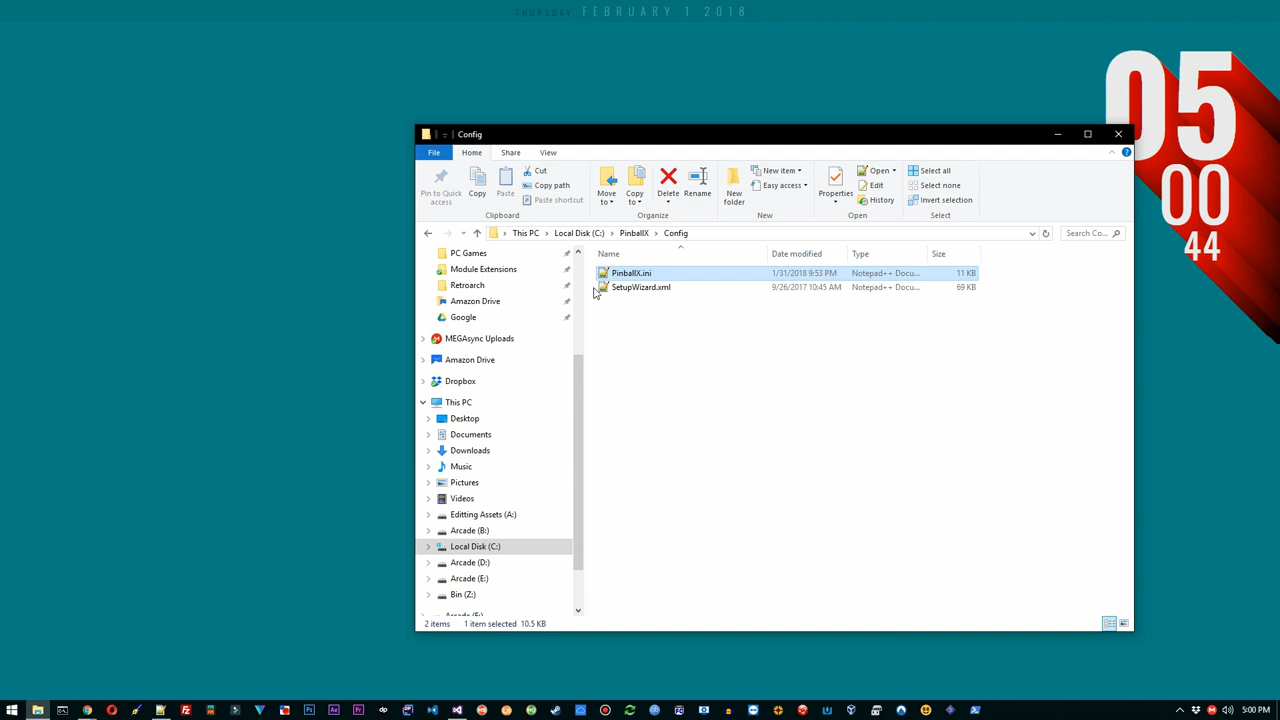 THURSDAY FEBRUARY 1 2018
05
00
44
Config
File Home Share View
Pin to Quick access
Copy
Paste
Cut
Copy path
Paste shortcut
Clipboard
Move to
Copy to
Delete
Rename
Organize
New folder
New item
Easy access
New
Properties
Open
Edit
History
Open
Select all
Select none
Invert selection
Select
This PC Local Disk (C:) PinballX Config
Search Co...
Name Date modified Type Size
PinballX.ini 1/31/2018 9:53 PM Notepad++ Docu... 11 KB
SetupWizard.xml 9/26/2017 10:45 AM Notepad++ Docu... 69 KB
PC Games
Module Extensions
Retroarch
Amazon Drive
Google
MEGAsync Uploads
Amazon Drive
Dropbox
This PC
Desktop
Documents
Downloads
Music
Pictures
Videos
Editting Assets (A:)
Arcade (B:)
Local Disk (C:)
Arcade (D:)
Arcade (E:)
Bin (Z:)
2 items 1 item selected 10.5 KB
Ps Ae Pr
5:00 PM